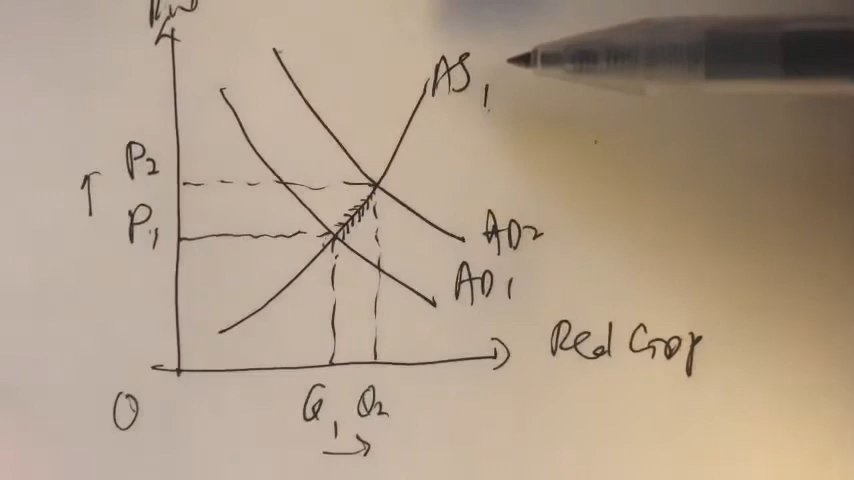 AS1
P2
P1
AD2
AD1
Real GDP
O
Q1 Q2